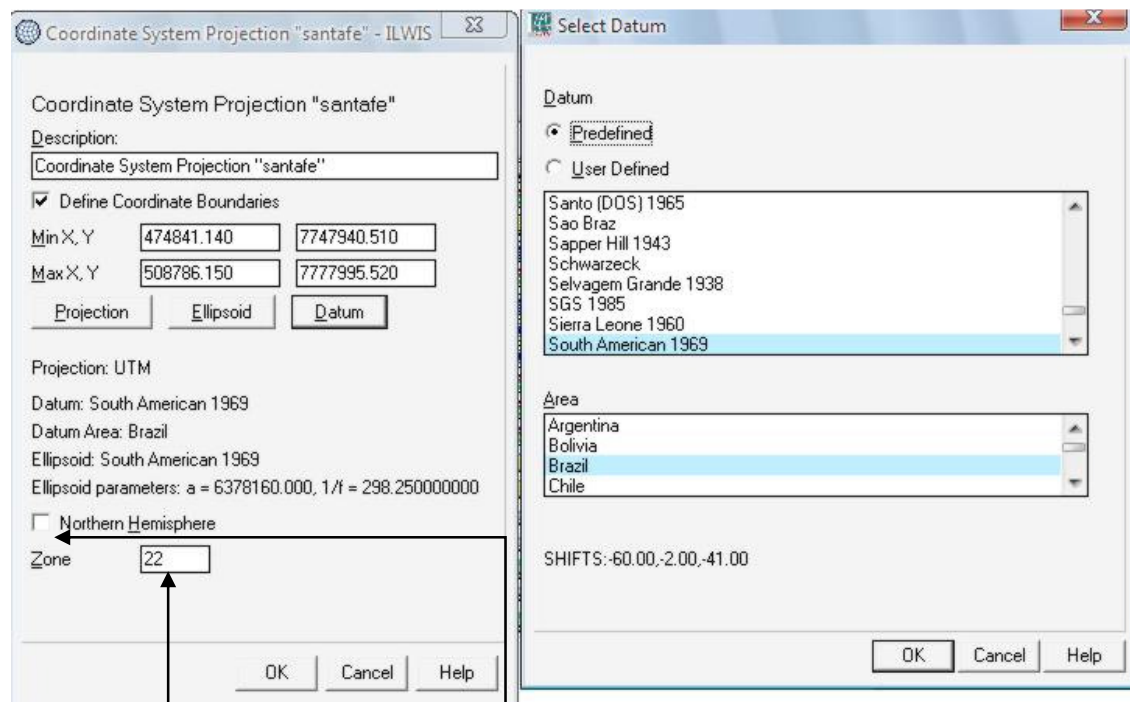 Coordinate System Projection "santafe" - ILWIS
Coordinate System Projection "santafe"
Description:
Coordinate System Projection "santafe"
Define Coordinate Boundaries
Min X, Y 474841.140 7747940.510
Max X, Y 508786.150 7777995.520
Projection Ellipsoid Datum
Projection: UTM
Datum: South American 1969
Datum Area: Brazil
Ellipsoid: South American 1969
Ellipsoid parameters: a = 6378160.000, 1/f = 298.250000000
Northern Hemisphere
Zone 22
OK Cancel Help
Select Datum
Datum
Predefined
User Defined
Santo (DOS) 1965
Sao Braz
Sapper Hill 1943
Schwarzeck
Selvagem Grande 1938
SGS 1985
Sierra Leone 1960
South American 1969
Area
Argentina
Bolivia
Brazil
Chile
SHIFTS:-60.00,-2.00,-41.00
OK Cancel Help